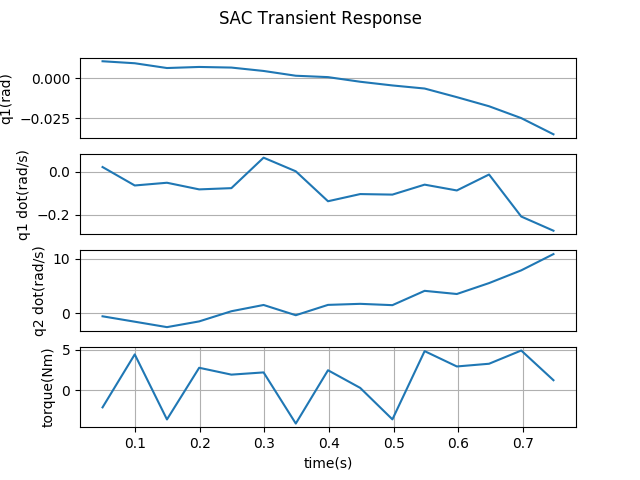 SAC Transient Response
0.000
−0.025
q1(rad)
0.0
−0.2
q1 dot(rad/s)
10
0
q2 dot(rad/s)
5
0
torque(Nm)
0.1 0.2 0.3 0.4 0.5 0.6 0.7
time(s)